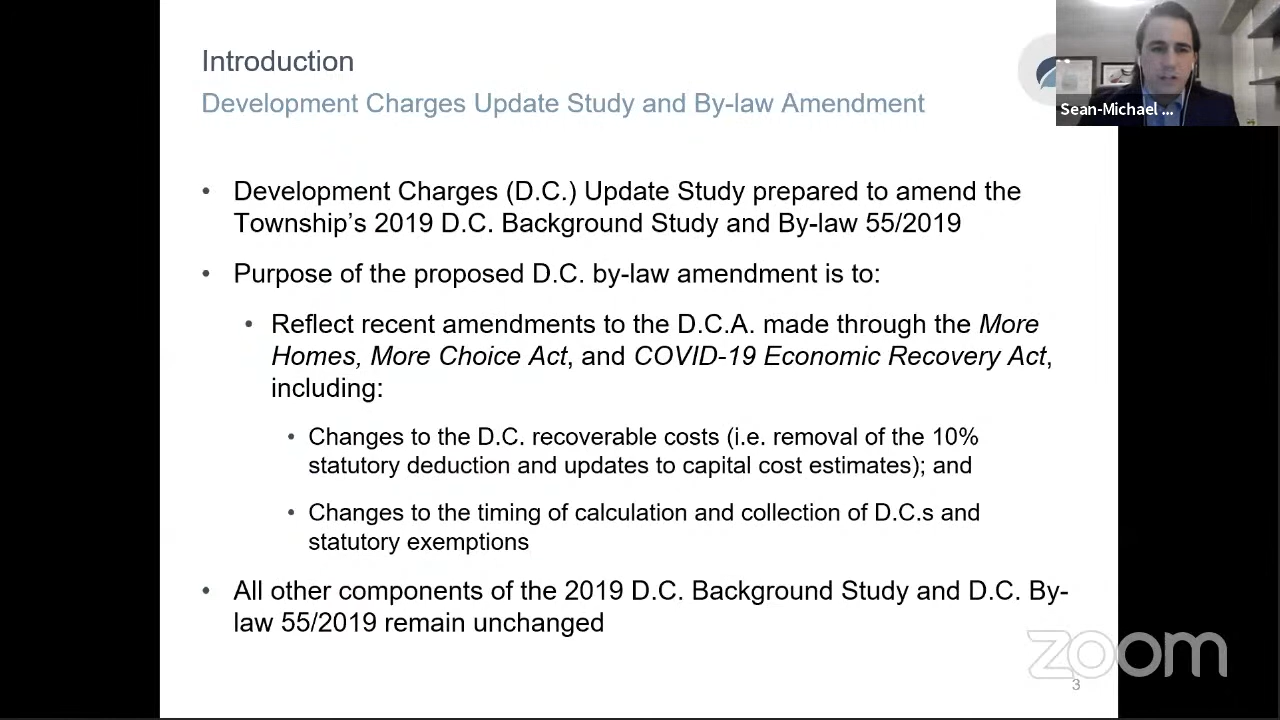 Introduction
Development Charges Update Study and By-law Amendment
Sean-Michael ...
• Development Charges (D.C.) Update Study prepared to amend the
Township's 2019 D.C. Background Study and By-law 55/2019
• Purpose of the proposed D.C. by-law amendment is to:
• Reflect recent amendments to the D.C.A. made through the More
Homes, More Choice Act, and COVID-19 Economic Recovery Act,
including:
• Changes to the D.C. recoverable costs (i.e. removal of the 10%
statutory deduction and updates to capital cost estimates); and
• Changes to the timing of calculation and collection of D.C.s and
statutory exemptions
• All other components of the 2019 D.C. Background Study and D.C. By-
law 55/2019 remain unchanged
zoom
3